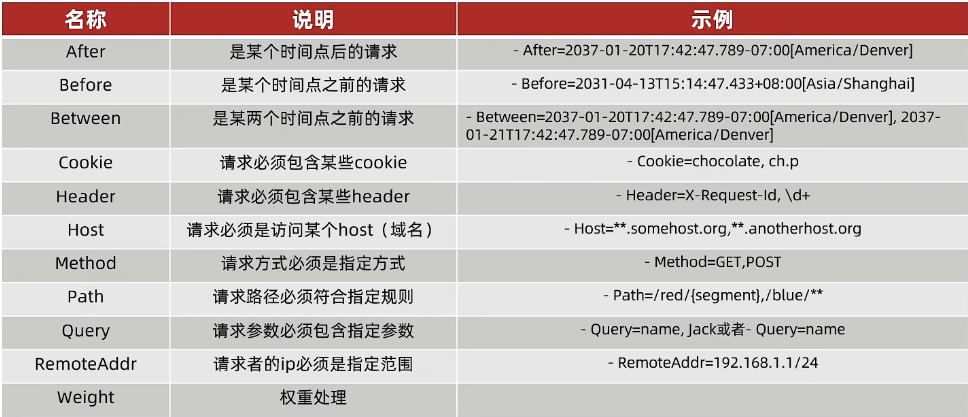 名称 说明 示例
After 是某个时间点后的请求 - After=2037-01-20T17:42:47.789-07:00[America/Denver]
Before 是某个时间点之前的请求 - Before=2031-04-13T15:14:47.433+08:00[Asia/Shanghai]
Between 是某两个时间点之前的请求 - Between=2037-01-20T17:42:47.789-07:00[America/Denver], 2037-
01-21T17:42:47.789-07:00[America/Denver]
Cookie 请求必须包含某些cookie - Cookie=chocolate, ch.p
Header 请求必须包含某些header - Header=X-Request-Id, \d+
Host 请求必须是访问某个host（域名） - Host=**.somehost.org,**.anotherhost.org
Method 请求方式必须是指定方式 - Method=GET,POST
Path 请求路径必须符合指定规则 - Path=/red/{segment},/blue/**
Query 请求参数必须包含指定参数 - Query=name, Jack或者- Query=name
RemoteAddr 请求者的ip必须是指定范围 - RemoteAddr=192.168.1.1/24
Weight 权重处理